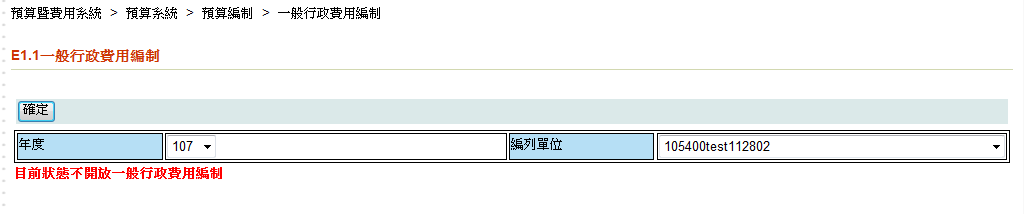 預算暨費用系統 > 預算系統 > 預算編制 > 一般行政費用編制
E1.1一般行政費用編制
確定
年度 107 編列單位 105400test112802
目前狀態不開放一般行政費用編制